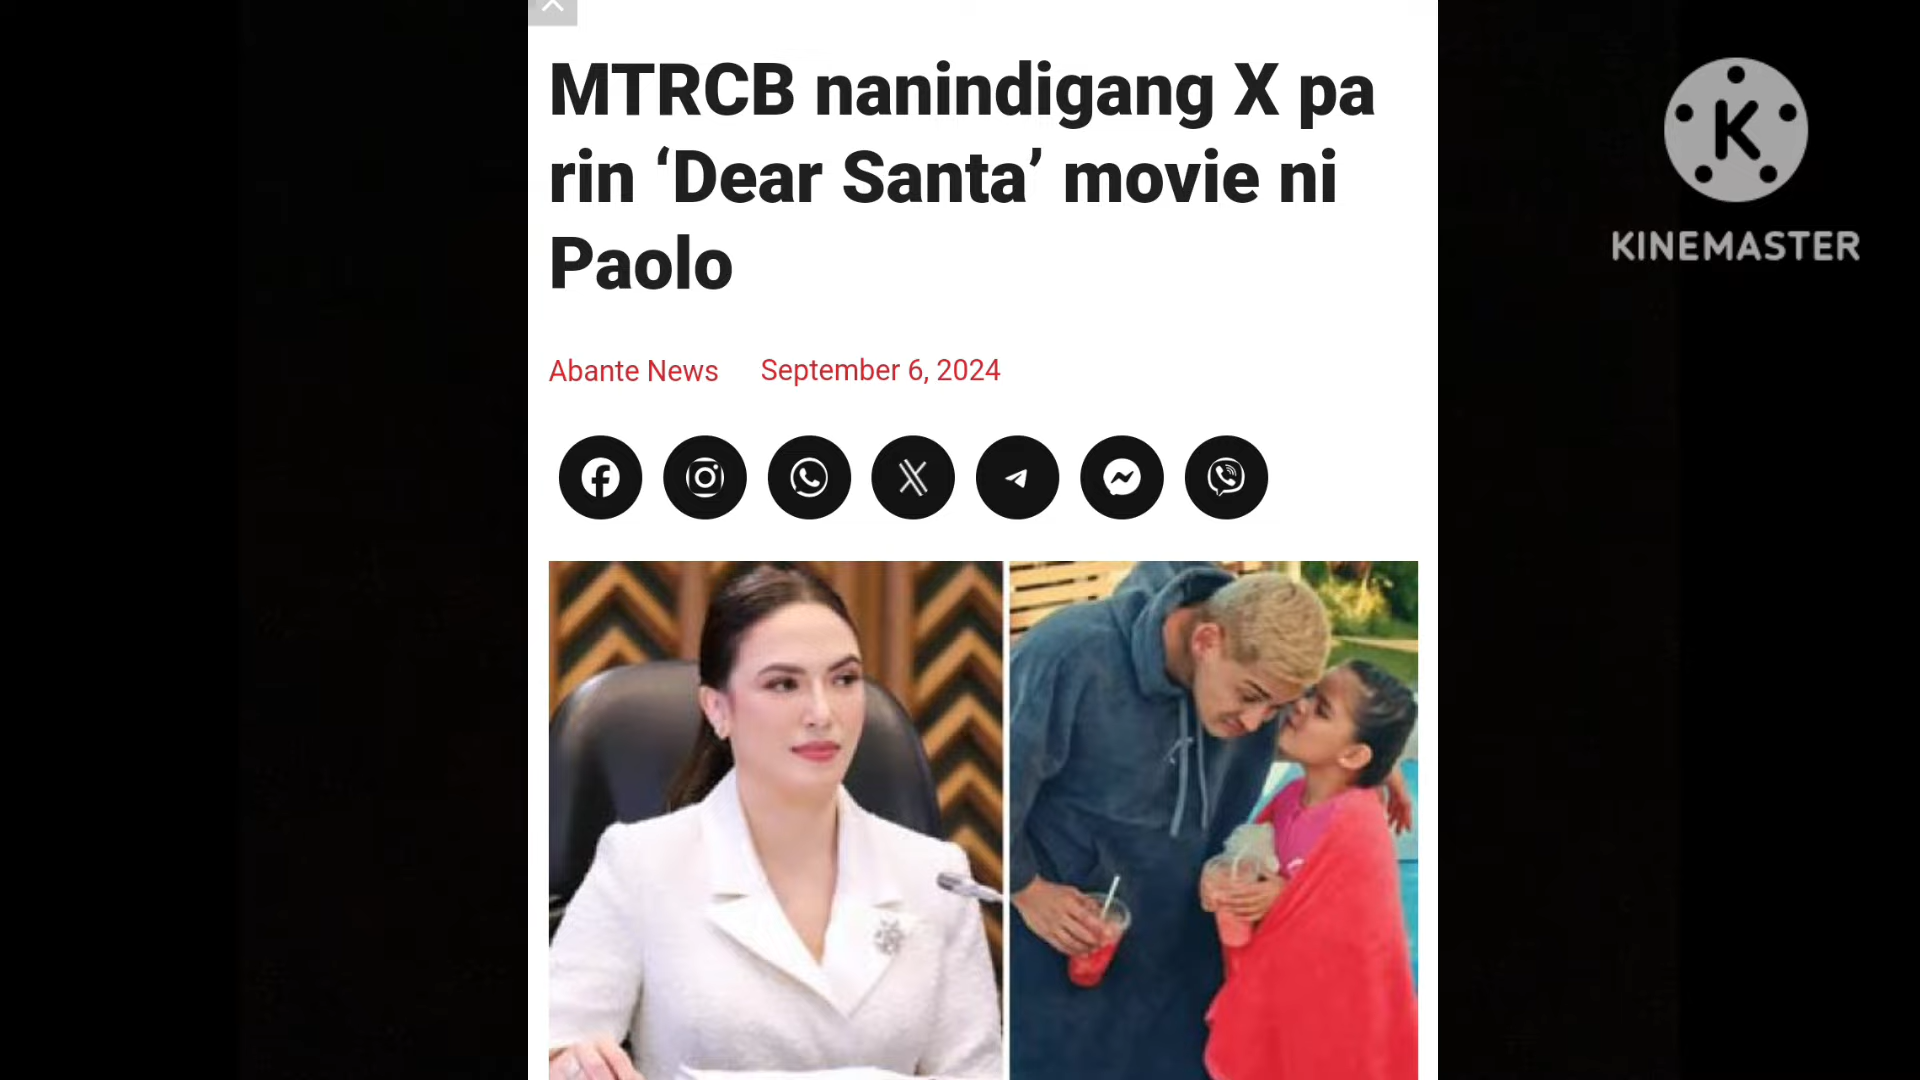 MTRCB nanindigang X pa
rin ‘Dear Santa’ movie ni
Paolo
Abante News September 6, 2024
K
KINEMASTER